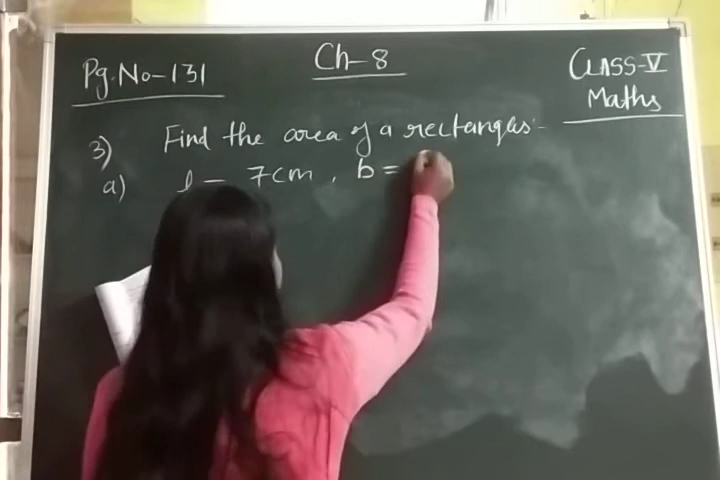 Pg.No-131
Ch-8
CLASS-V
Maths
3) Find the area of a rectangles:-
a) l = 7cm, b =